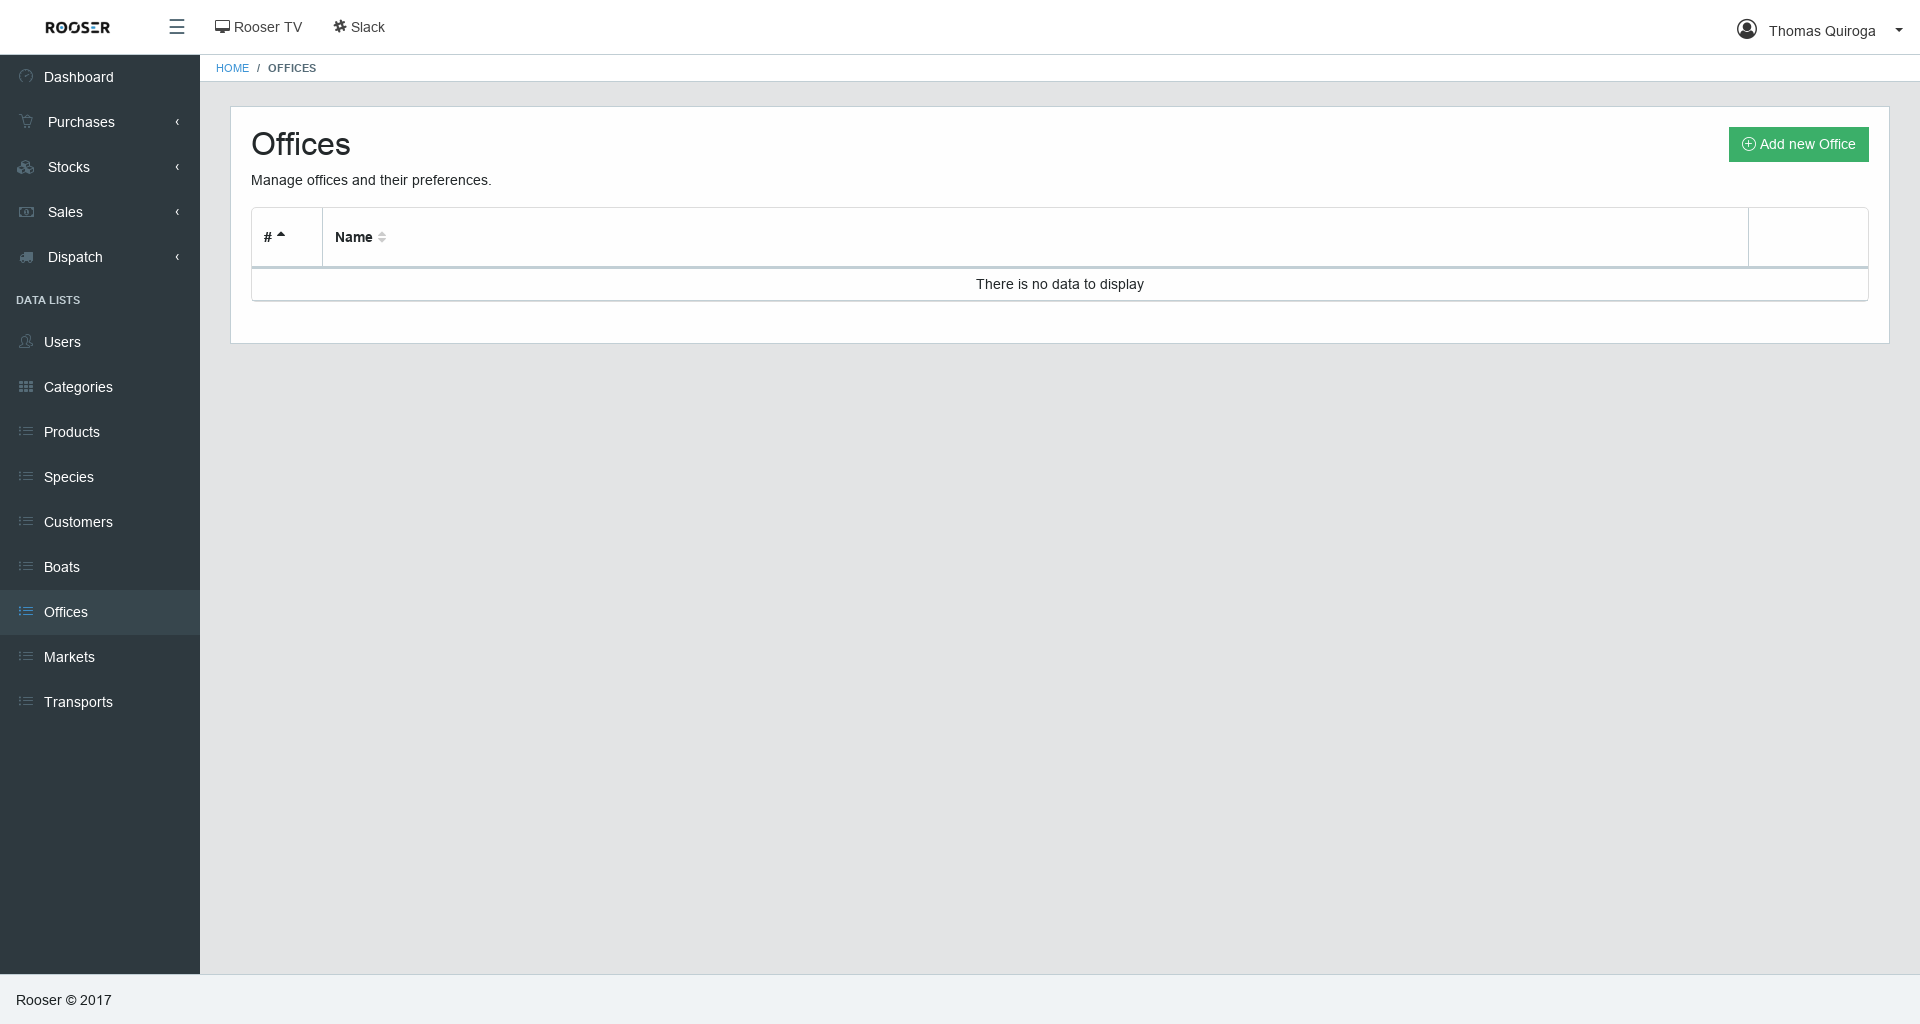 ROOSER
Rooser TV
Slack
Thomas Quiroga
HOME / OFFICES
Dashboard
Purchases
Stocks
Sales
Dispatch
DATA LISTS
Users
Categories
Products
Species
Customers
Boats
Offices
Markets
Transports
Offices
Add new Office
Manage offices and their preferences.
# Name
There is no data to display
Rooser © 2017